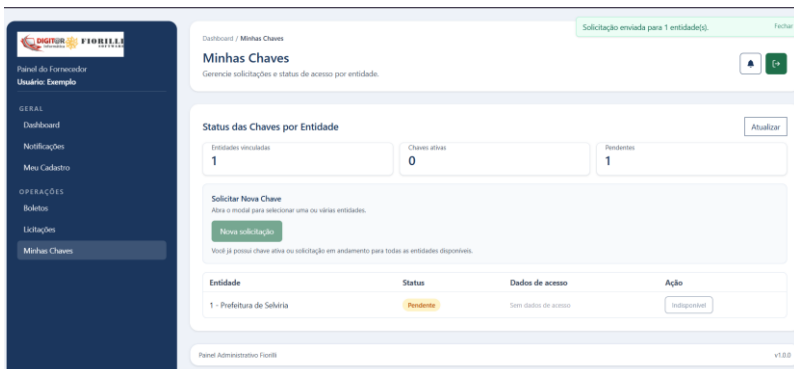 DIGITUR
informática
FIORILLI
SOFTWARE
Painel do Fornecedor
Usuário: Exemplo
GERAL
Dashboard
Notificações
Meu Cadastro
OPERAÇÕES
Boletos
Licitações
Minhas Chaves
Solicitação enviada para 1 entidade(s).
Fechar
Dashboard / Minhas Chaves
Minhas Chaves
Gerencie solicitações e status de acesso por entidade.
Status das Chaves por Entidade
Atualizar
Entidades vinculadas
1
Chaves ativas
0
Pendentes
1
Solicitar Nova Chave
Abra o modal para selecionar uma ou várias entidades.
Nova solicitação
Você já possui chave ativa ou solicitação em andamento para todas as entidades disponíveis.
Entidade Status Dados de acesso Ação
1 - Prefeitura de Selvíria Pendente Sem dados de acesso Indisponível
Painel Administrativo Fiorilli v1.0.0